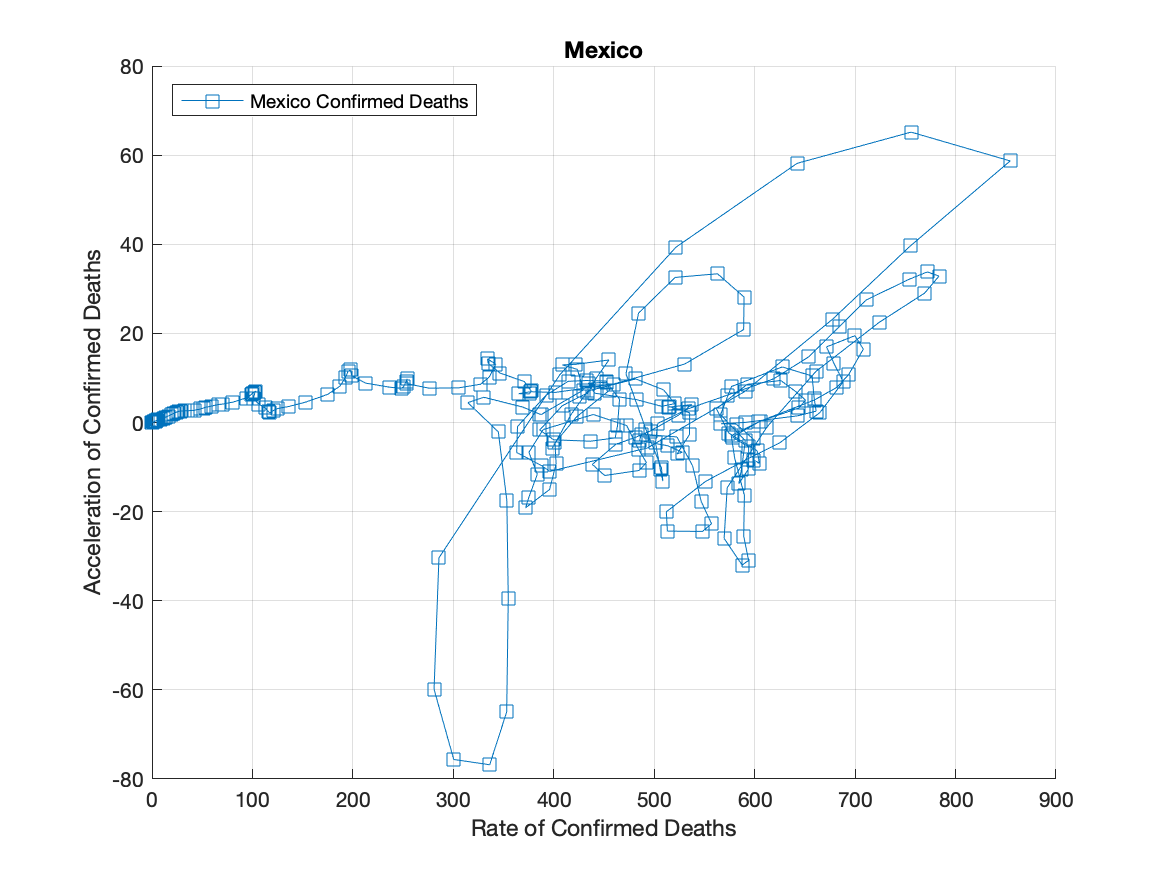 Mexico
Mexico Confirmed Deaths
80
60
40
20
0
-20
-40
-60
-80
Acceleration of Confirmed Deaths
0 100 200 300 400 500 600 700 800 900
Rate of Confirmed Deaths